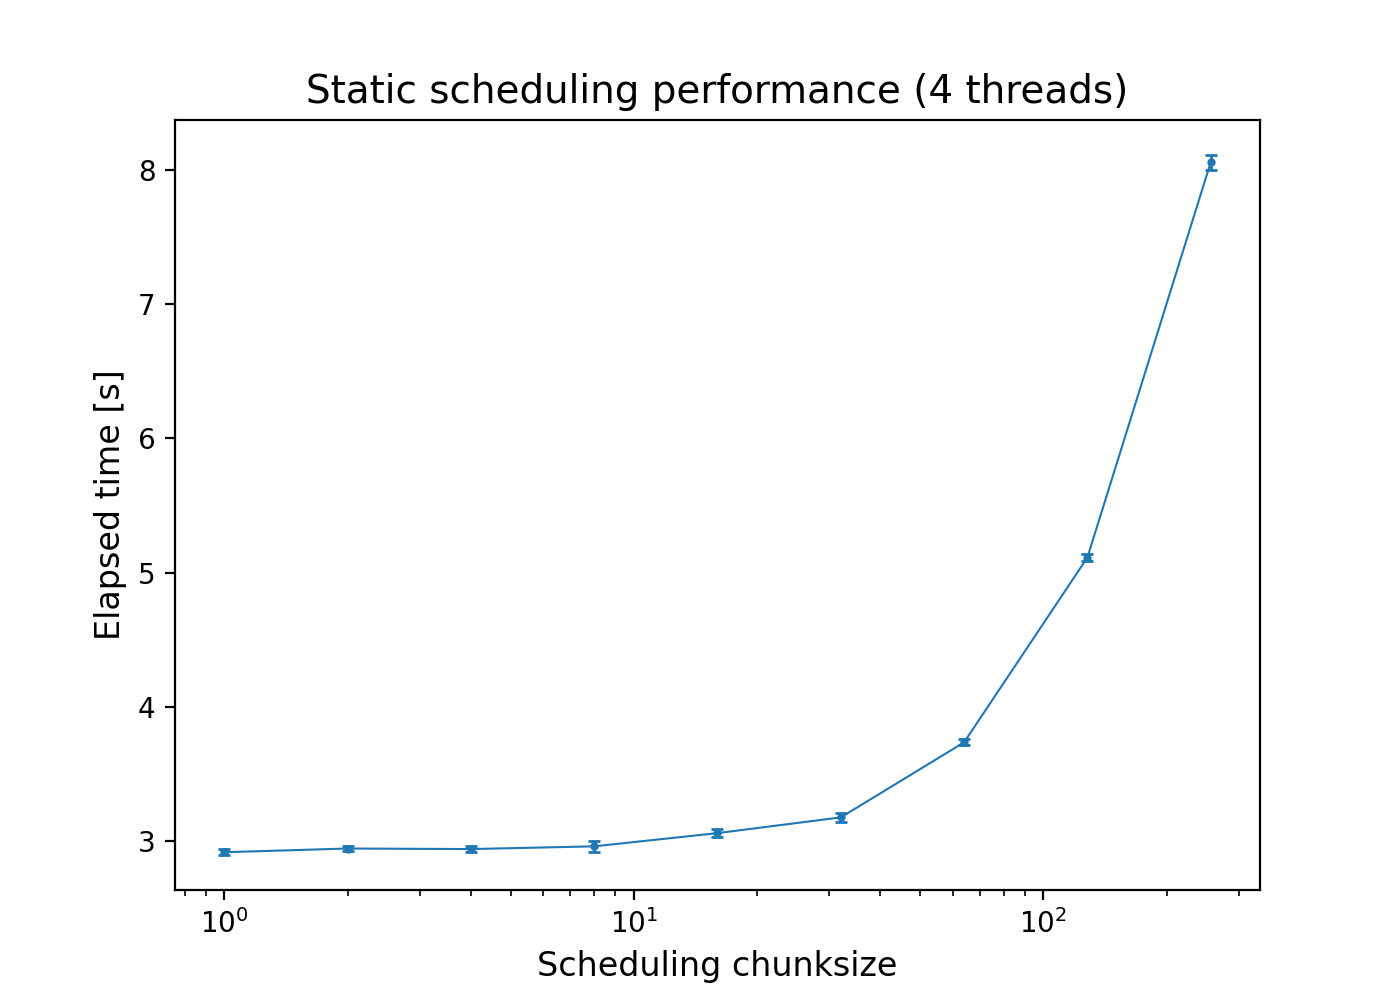 Static scheduling performance (4 threads)
8
7
6
5
4
3
Elapsed time [s]
10⁰ 10¹ 10²
Scheduling chunksize